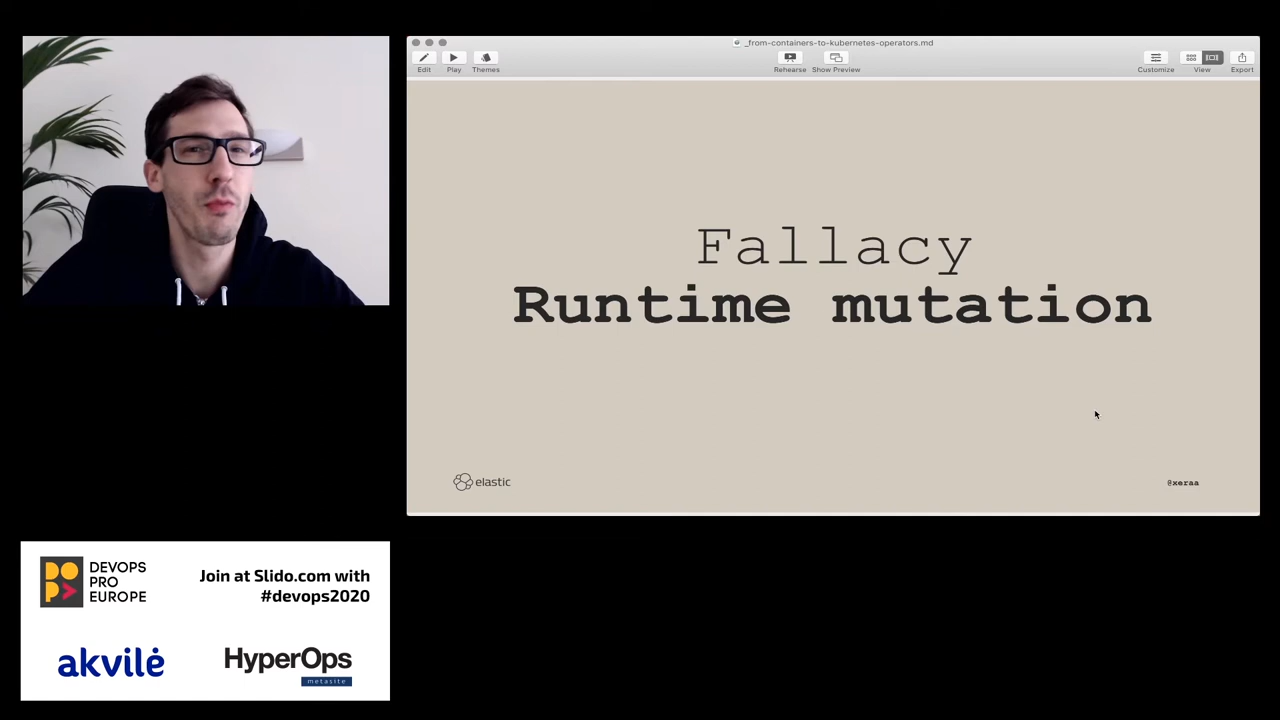 _from-containers-to-kubernetes-operators.md
Edit
Play
Themes
Rehearse
Show Preview
Customize
View
Export
Fallacy
Runtime mutation
elastic
@xeraa
DEVOPS
PRO
EUROPE
Join at Slido.com with
#devops2020
akvilė
HyperOps
metasite